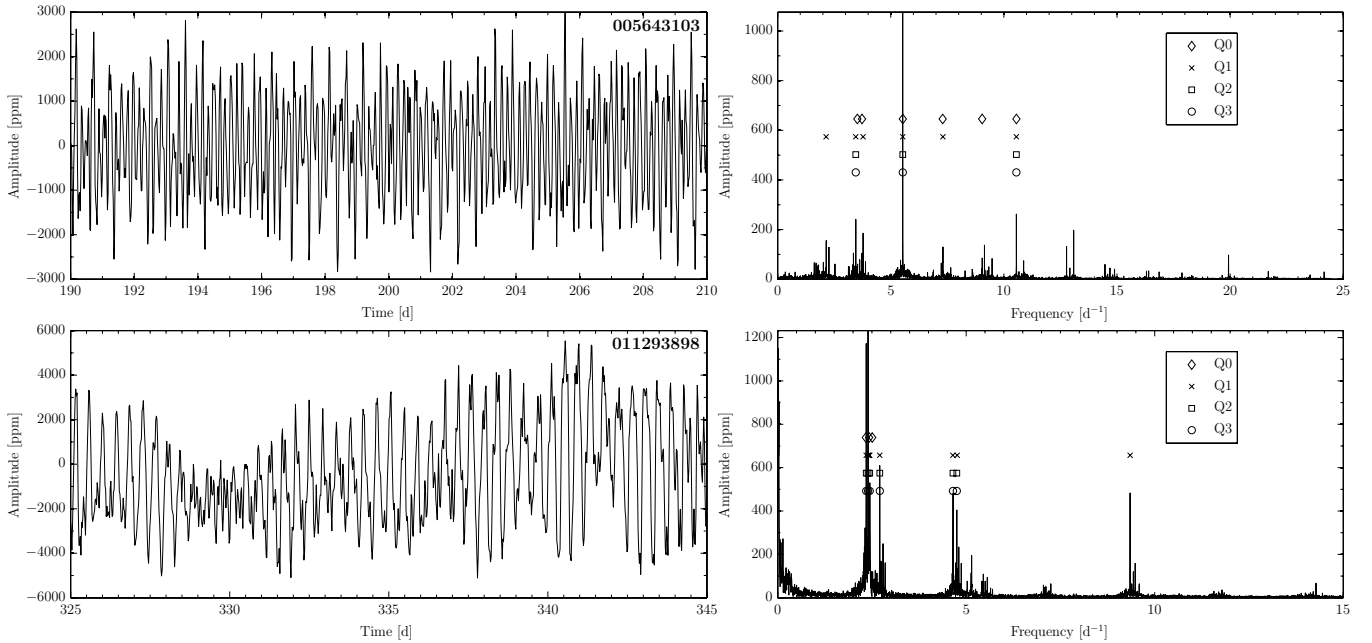 005643103
3000
2000
1000
0
−1000
−2000
−3000
Amplitude [ppm]
190 192 194 196 198 200 202 204 206 208 210
Time [d]
1000
800
600
400
200
0
Amplitude [ppm]
Q0
Q1
Q2
Q3
0 5 10 15 20 25
Frequency [d⁻¹]
011293898
6000
4000
2000
0
−2000
−4000
−6000
Amplitude [ppm]
325 330 335 340 345
Time [d]
1200
1000
800
600
400
200
0
Amplitude [ppm]
Q0
Q1
Q2
Q3
0 5 10 15
Frequency [d⁻¹]